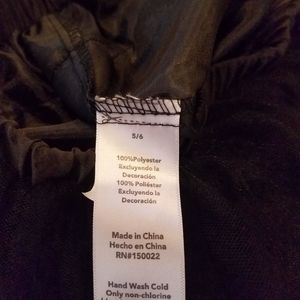 5/6
100%Polyester
Excluyendo la
Decoración
100% Poliéster
Excluyendo la
Decoración
Made in China
Hecho en China
RN#150022
Hand Wash Cold
Only non-chlorine